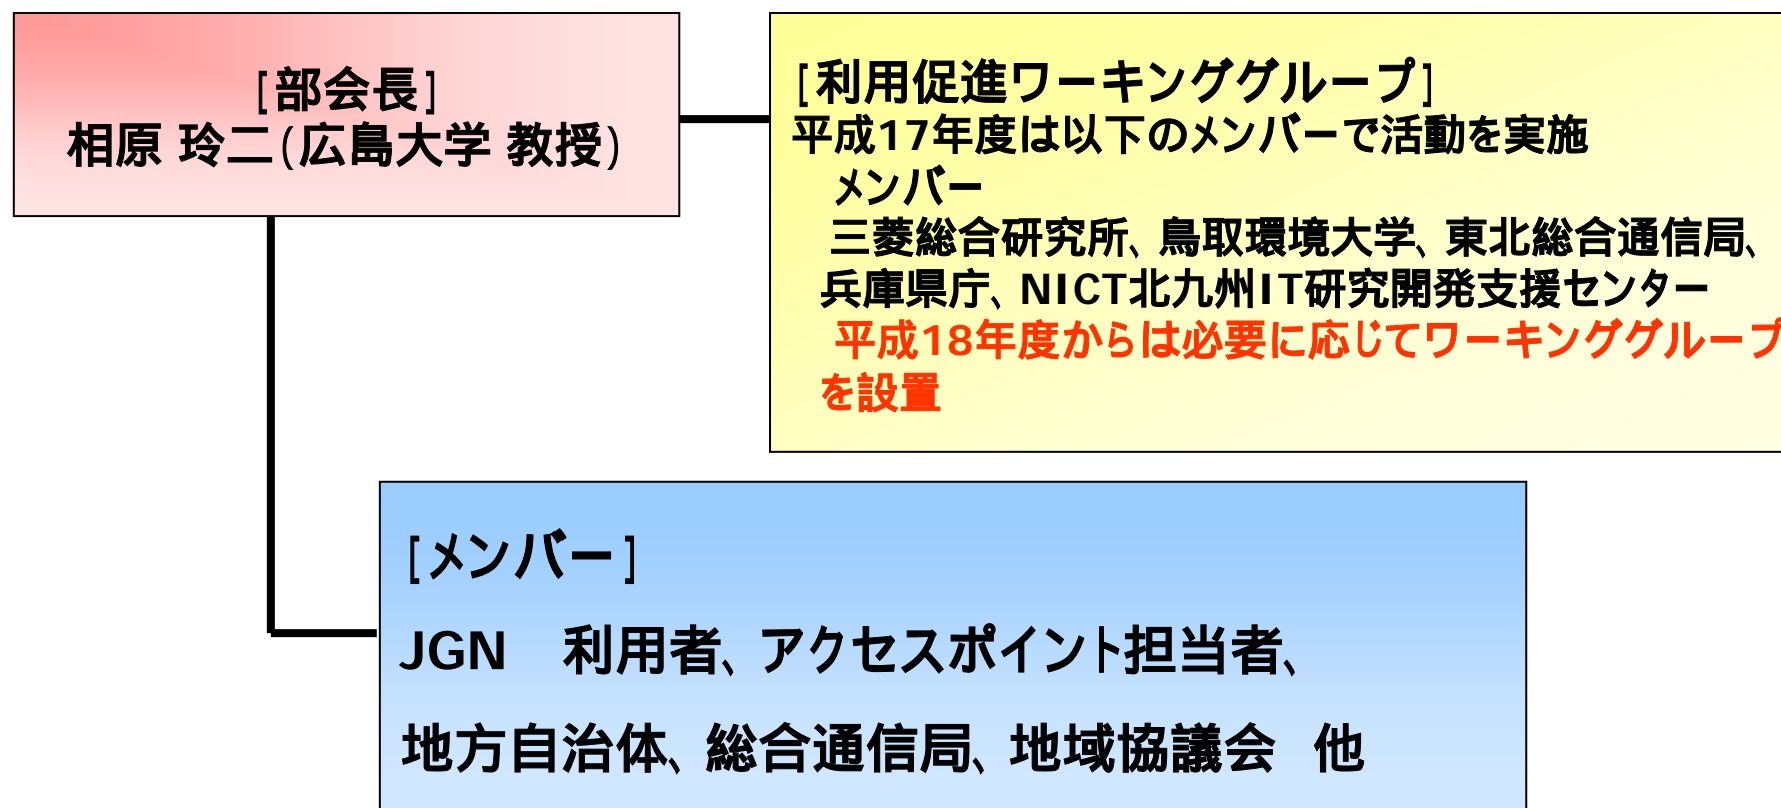 [部会長]
相原 玲二(広島大学 教授)
[利用促進ワーキンググループ]
平成17年度は以下のメンバーで活動を実施
メンバー
三菱総合研究所、鳥取環境大学、東北総合通信局、
兵庫県庁、NICT北九州IT研究開発支援センター
平成18年度からは必要に応じてワーキンググループ
を設置
[メンバー]
JGN　利用者、アクセスポイント担当者、
地方自治体、総合通信局、地域協議会　他